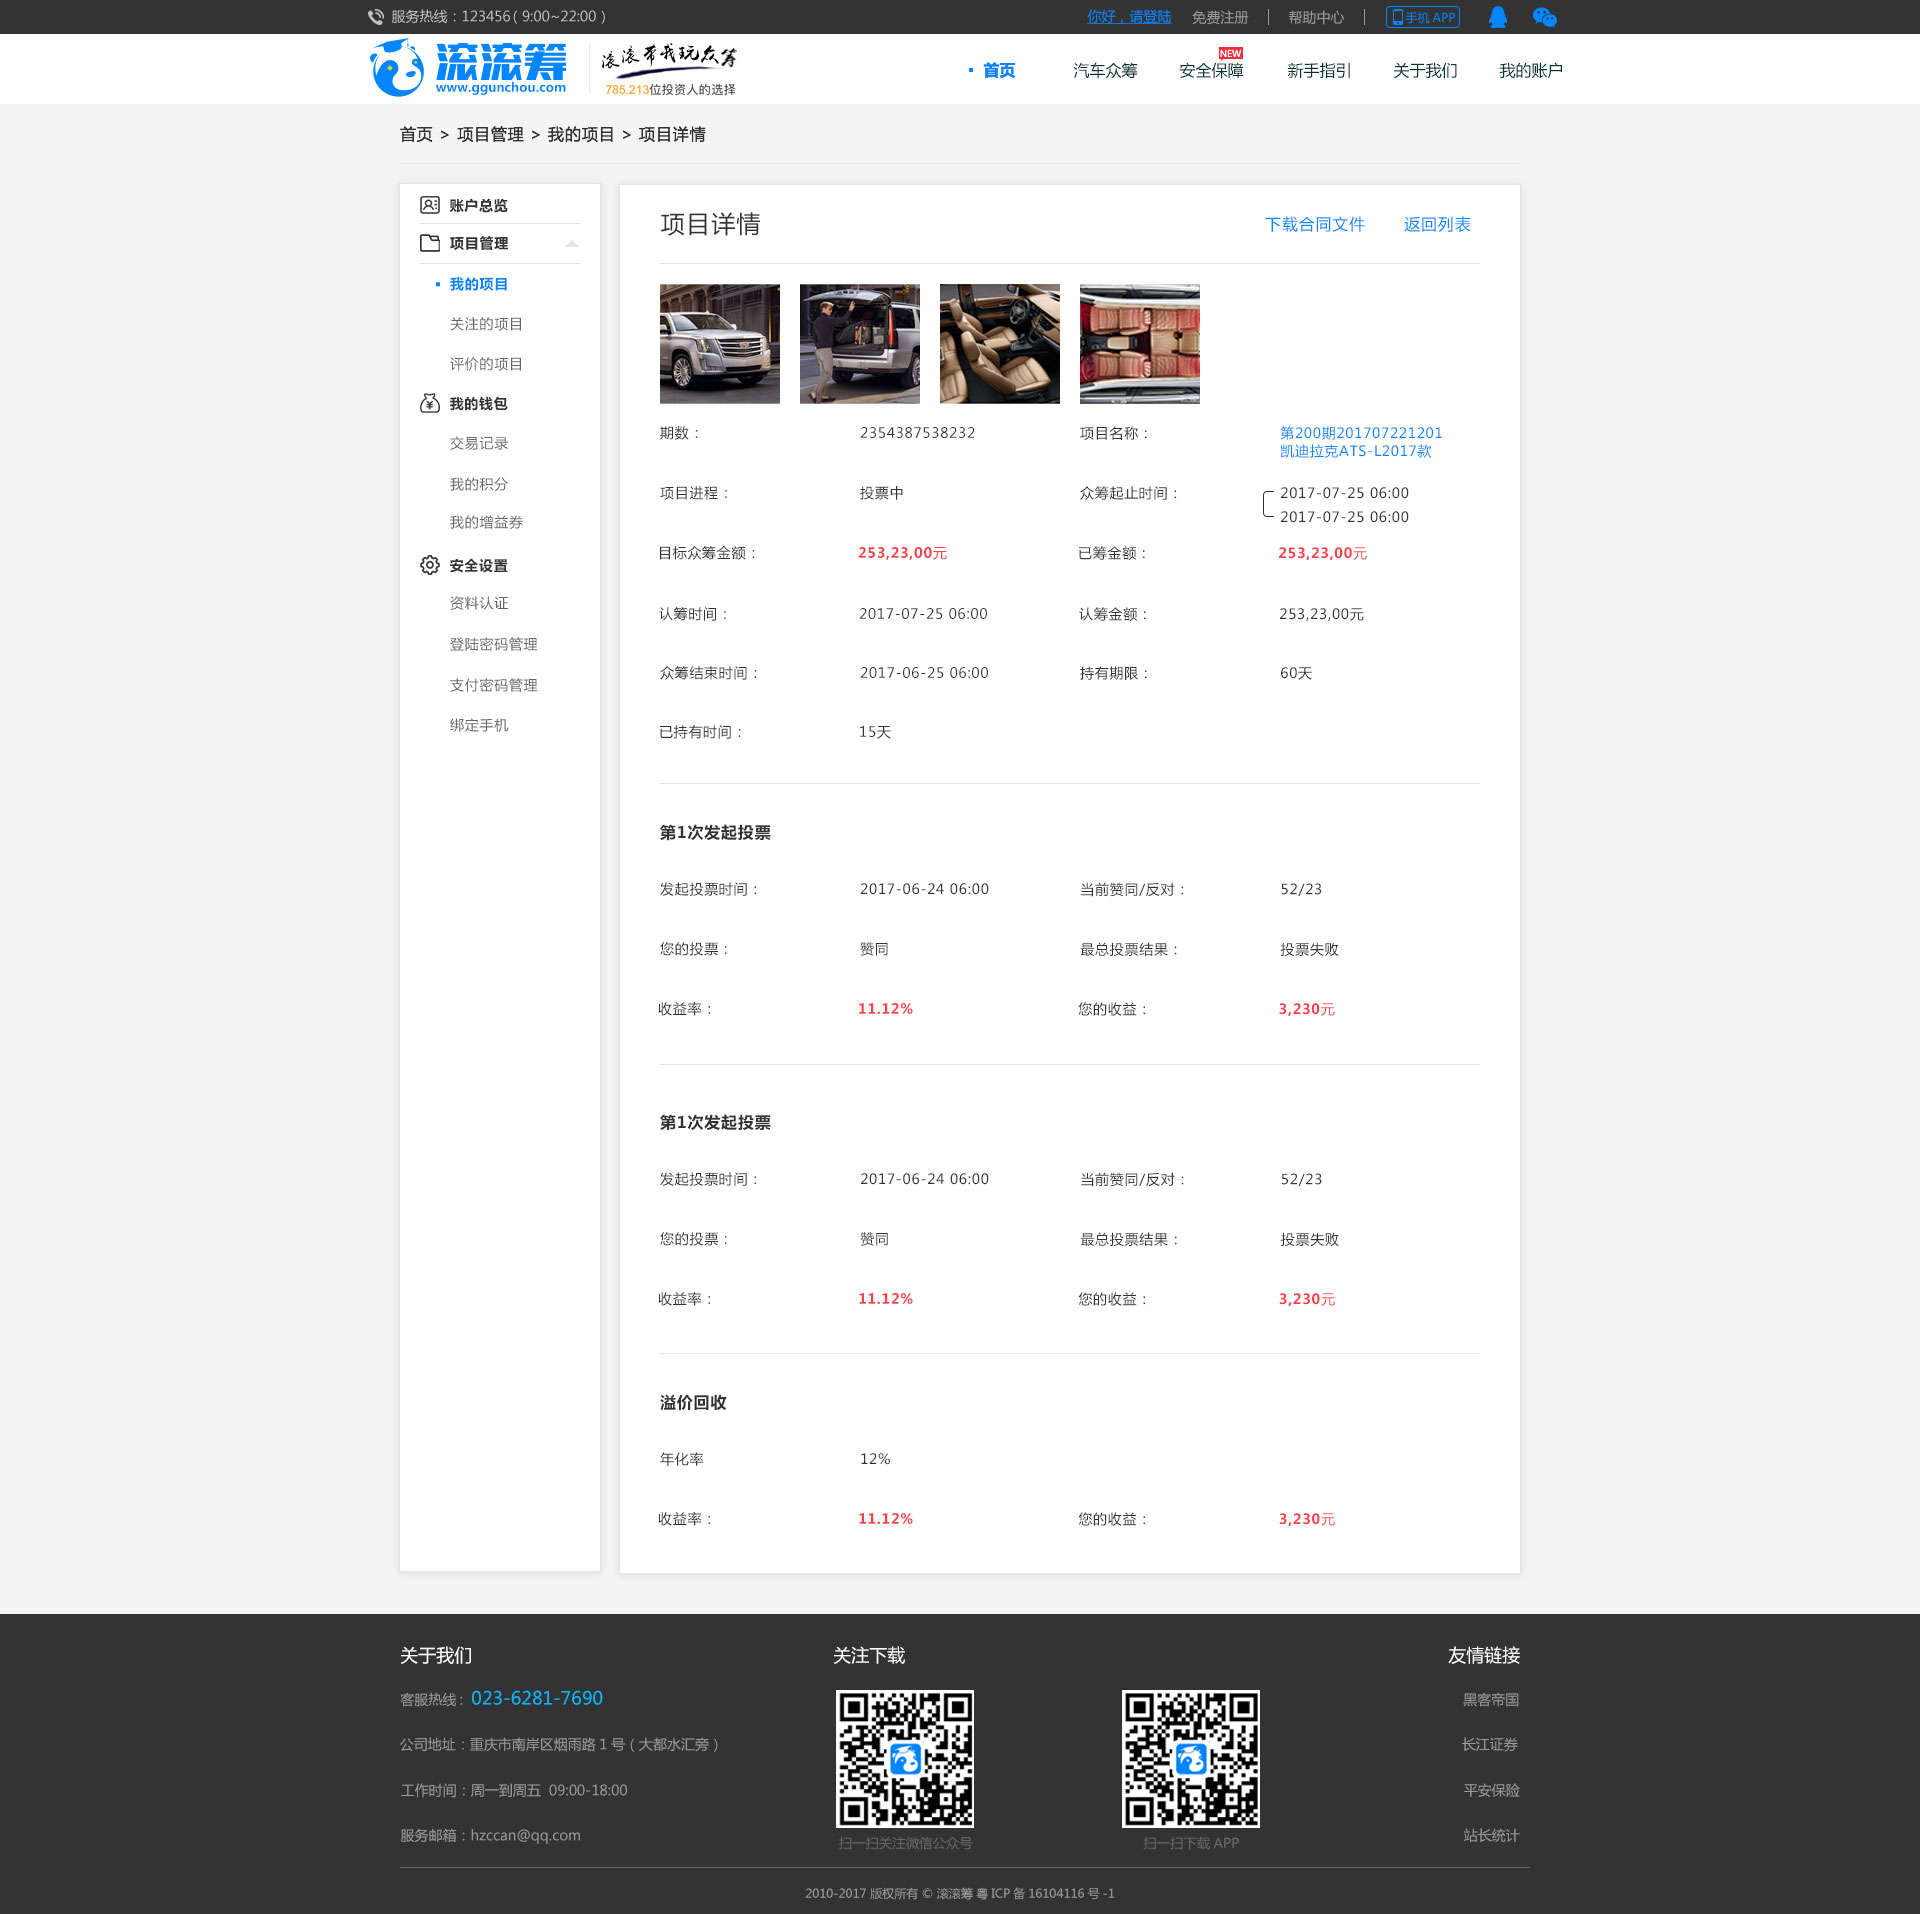 服务热线：123456（ 9:00~22:00 ）
你好，请登陆 免费注册 帮助中心 手机 APP
滚滚筹
www.ggunchou.com
滚滚带我玩众筹
785,213位投资人的选择
首页 汽车众筹 安全保障 新手指引 关于我们 我的账户
NEW
首页 > 项目管理 > 我的项目 > 项目详情
账户总览
项目管理
我的项目
关注的项目
评价的项目
我的钱包
交易记录
我的积分
我的增益券
安全设置
资料认证
登陆密码管理
支付密码管理
绑定手机
项目详情 下载合同文件 返回列表
期数： 2354387538232 项目名称： 第200期201707221201
凯迪拉克ATS-L2017款
项目进程： 投票中 众筹起止时间： 2017-07-25 06:00
2017-07-25 06:00
目标众筹金额： 253,23,00元 已筹金额： 253,23,00元
认筹时间： 2017-07-25 06:00 认筹金额： 253,23,00元
众筹结束时间： 2017-06-25 06:00 持有期限： 60天
已持有时间： 15天
第1次发起投票
发起投票时间： 2017-06-24 06:00 当前赞同/反对： 52/23
您的投票： 赞同 最总投票结果： 投票失败
收益率： 11.12% 您的收益： 3,230元
第1次发起投票
发起投票时间： 2017-06-24 06:00 当前赞同/反对： 52/23
您的投票： 赞同 最总投票结果： 投票失败
收益率： 11.12% 您的收益： 3,230元
溢价回收
年化率 12%
收益率： 11.12% 您的收益： 3,230元
关于我们 关注下载 友情链接
客服热线：023-6281-7690 黑客帝国
公司地址：重庆市南岸区烟雨路 1 号（大都水汇旁） 长江证券
工作时间：周一到周五 09:00-18:00 平安保险
服务邮箱：hzccan@qq.com 站长统计
扫一扫关注微信公众号 扫一扫下载 APP
2010-2017 版权所有 © 滚滚筹 粤 ICP 备 16104116 号 -1